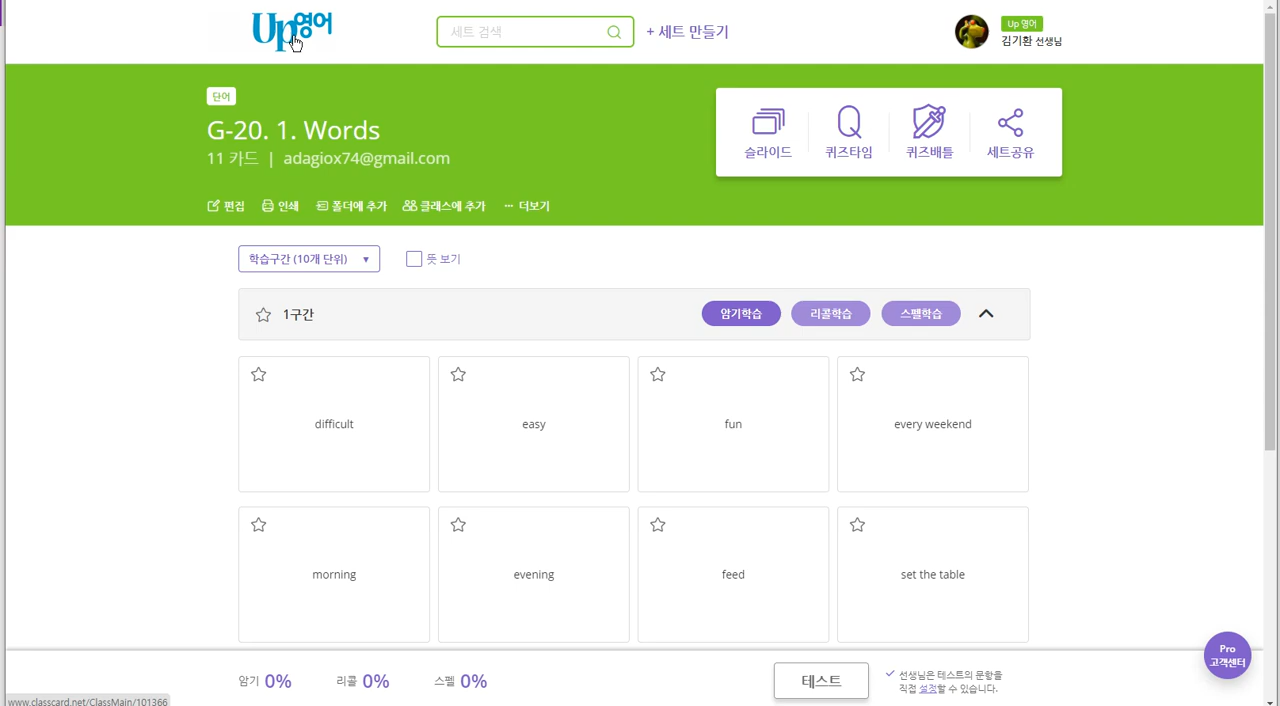 Up영어
세트 검색
+ 세트 만들기
Up 영어
김기환 선생님
단어
G-20. 1. Words
11 카드 | adagiox74@gmail.com
슬라이드
퀴즈타임
퀴즈배틀
세트공유
편집
인쇄
폴더에 추가
클래스에 추가
··· 더보기
학습구간 (10개 단위) ▼
뜻 보기
1구간
암기학습
리콜학습
스펠학습
difficult
easy
fun
every weekend
morning
evening
feed
set the table
암기 0%
리콜 0%
스펠 0%
테스트
선생님은 테스트의 문항을
직접 설정할 수 있습니다.
Pro
고객센터
www.classcard.net/ClassMain/101366